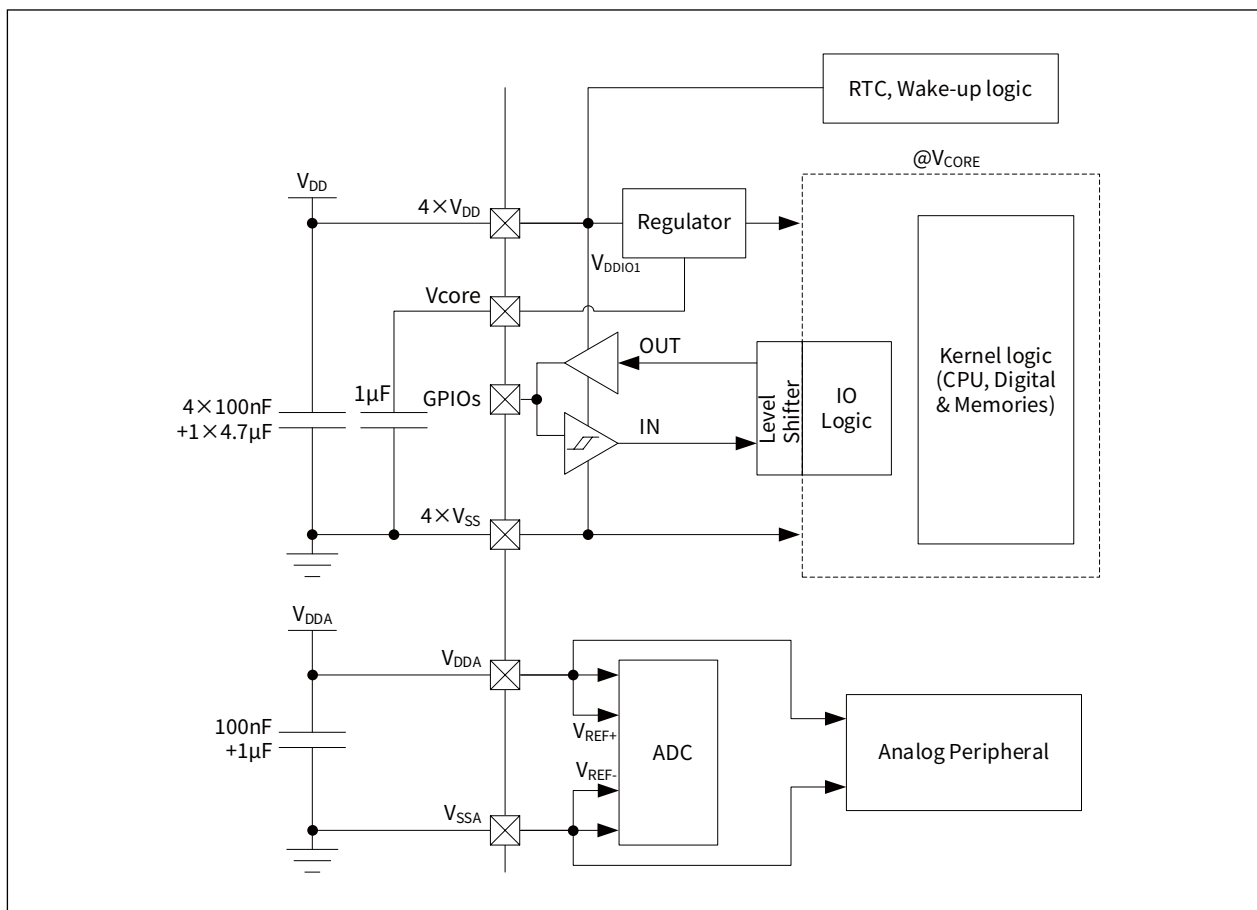 RTC, Wake-up logic
@VCORE
VDD
4×VDD
Regulator
VDDIO1
Vcore
OUT
1μF
GPIOs
4×100nF
+1×4.7μF
IN
Level
Shifter
IO
Logic
Kernel logic
(CPU, Digital
& Memories)
4×VSS
VDDA
VDDA
100nF
+1μF
VREF+
ADC
VREF-
Analog Peripheral
VSSA